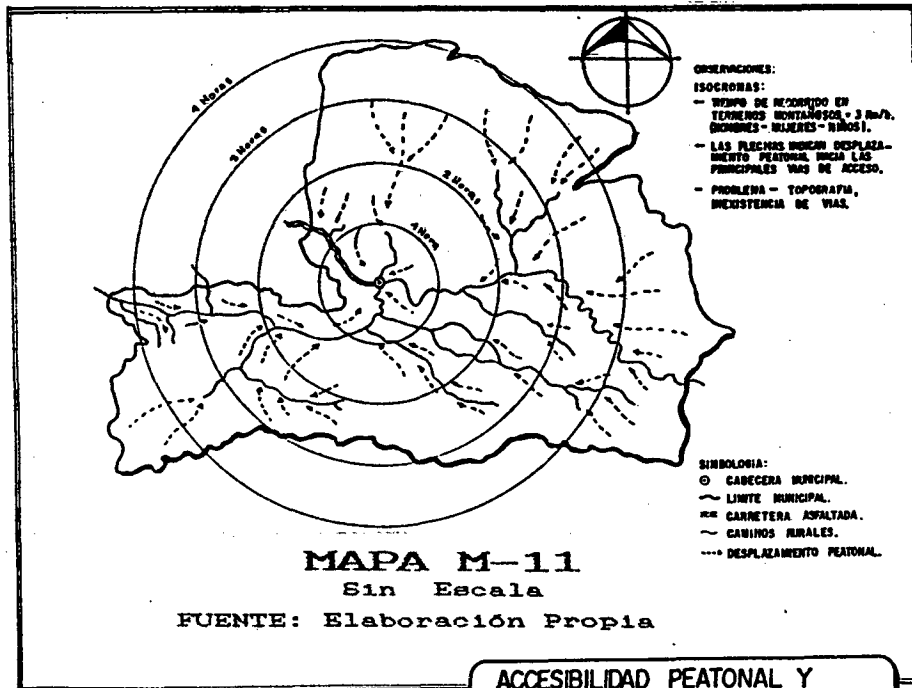 OBSERVACIONES:
ISOCRONAS:
- TIEMPO DE RECORRIDO EN
TERRENOS MONTAÑOSOS = 3 Km/h.
(HOMBRES - MUJERES - NIÑOS).
- LAS FLECHAS INDICAN DESPLAZA-
MIENTO PEATONAL HACIA LAS
PRINCIPALES VIAS DE ACCESO.
- PROBLEMA - TOPOGRAFIA,
INEXISTENCIA DE VIAS.
4 Horas
3 Horas
2 Horas
1 Hora
SIMBOLOGIA:
CABECERA MUNICIPAL.
LIMITE MUNICIPAL.
CARRETERA ASFALTADA.
CAMINOS RURALES.
DESPLAZAMIENTO PEATONAL.
MAPA M-11
Sin Escala
FUENTE: Elaboración Propia
ACCESIBILIDAD PEATONAL Y